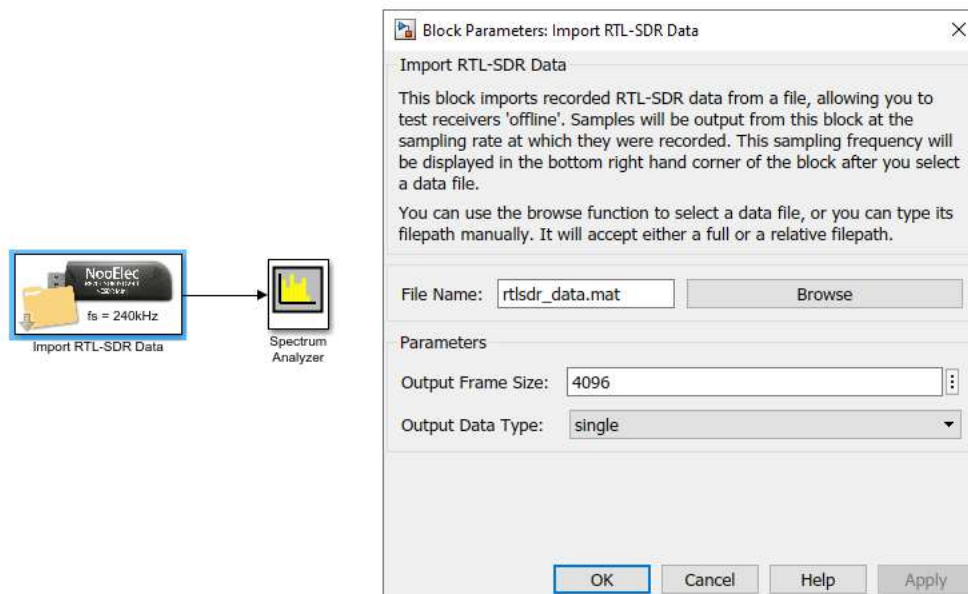 NooElec
fs = 240kHz
Import RTL-SDR Data
Spectrum
Analyzer
Block Parameters: Import RTL-SDR Data
Import RTL-SDR Data
This block imports recorded RTL-SDR data from a file, allowing you to
test receivers 'offline'. Samples will be output from this block at the
sampling rate at which they were recorded. This sampling frequency will
be displayed in the bottom right hand corner of the block after you select
a data file.
You can use the browse function to select a data file, or you can type its
filepath manually. It will accept either a full or a relative filepath.
File Name: rtlsdr_data.mat Browse
Parameters
Output Frame Size: 4096
Output Data Type: single
OK Cancel Help Apply